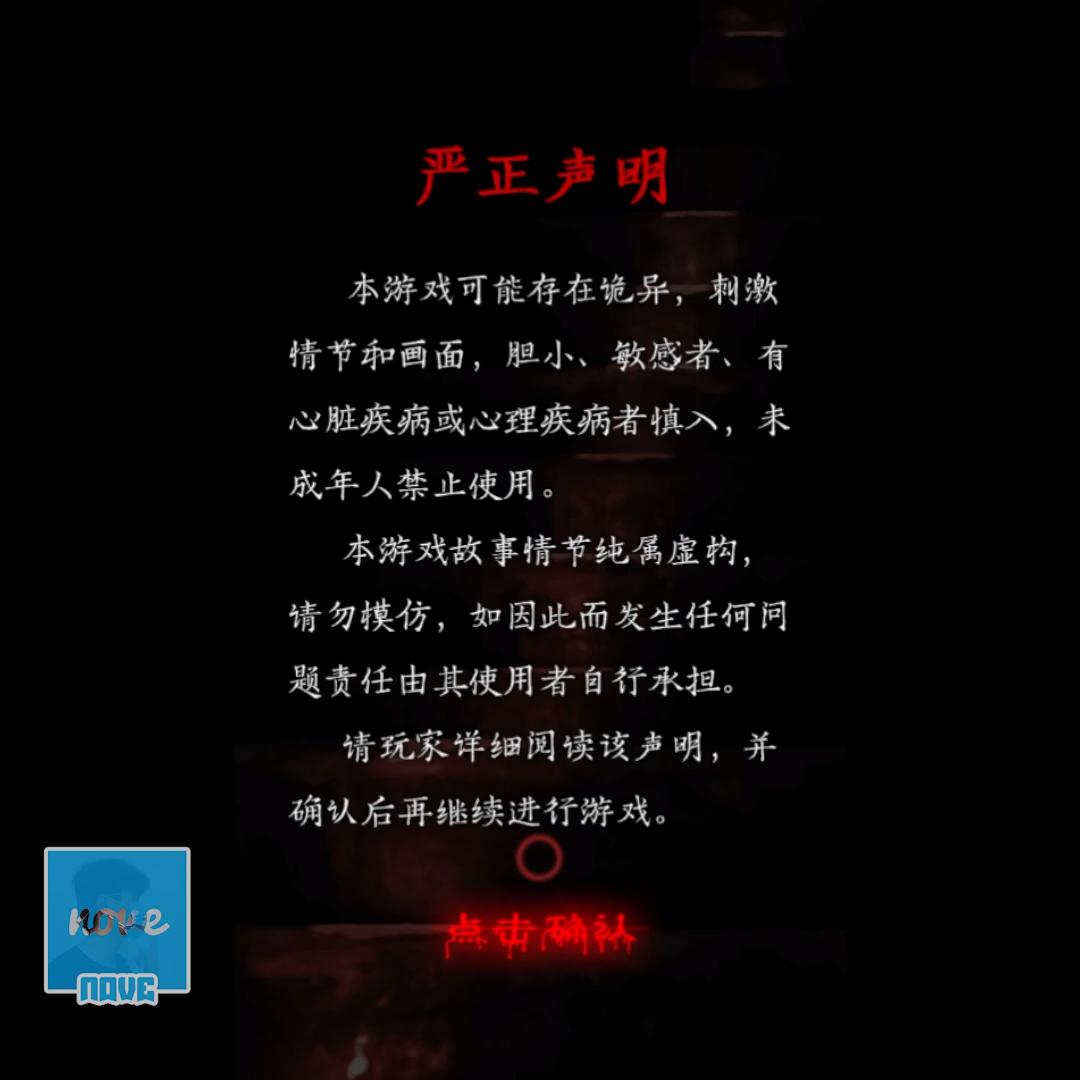 严正声明
本游戏可能存在诡异，刺激
情节和画面，胆小、敏感者、有
心脏疾病或心理疾病者慎入，未
成年人禁止使用。
本游戏故事情节纯属虚构，
请勿模仿，如因此而发生任何问
题责任由其使用者自行承担。
请玩家详细阅读该声明，并
确认后再继续进行游戏。
点击确认
nove
NOVE